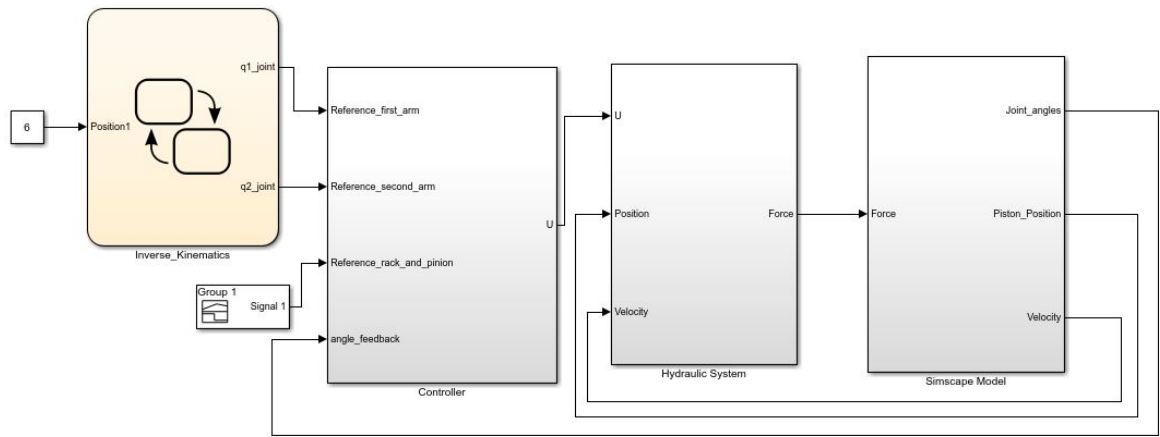 6
Position1
q1_joint
q2_joint
Inverse_Kinematics
Group 1
Signal 1
Reference_first_arm
Reference_second_arm
Reference_rack_and_pinion
angle_feedback
U
Controller
U
Position
Velocity
Force
Hydraulic System
Force
Joint_angles
Piston_Position
Velocity
Simscape Model